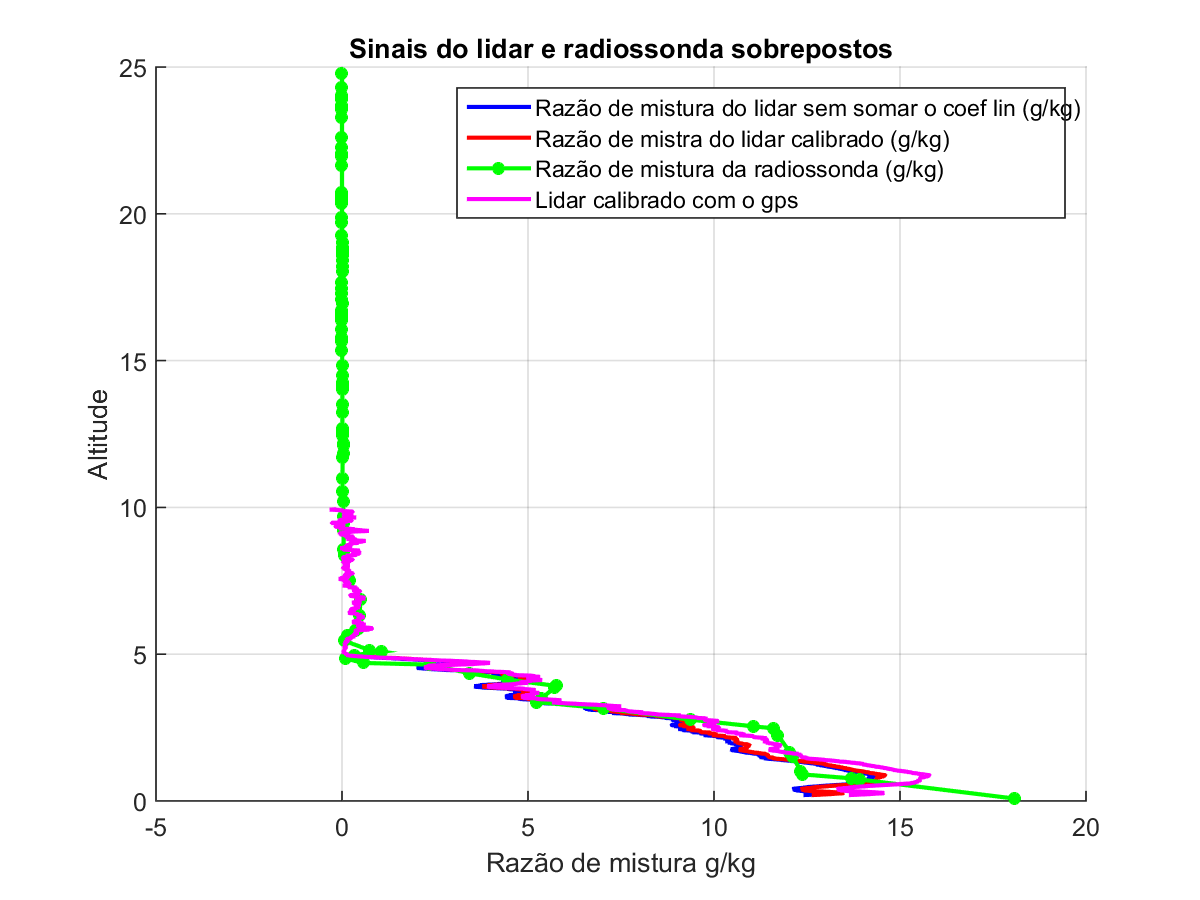 Sinais do lidar e radiossonda sobrepostos
25
Razão de mistura do lidar sem somar o coef lin (g/kg)
Razão de mistra do lidar calibrado (g/kg)
Razão de mistura da radiossonda (g/kg)
Lidar calibrado com o gps
20
15
Altitude
10
5
0
-5 0 5 10 15 20
Razão de mistura g/kg